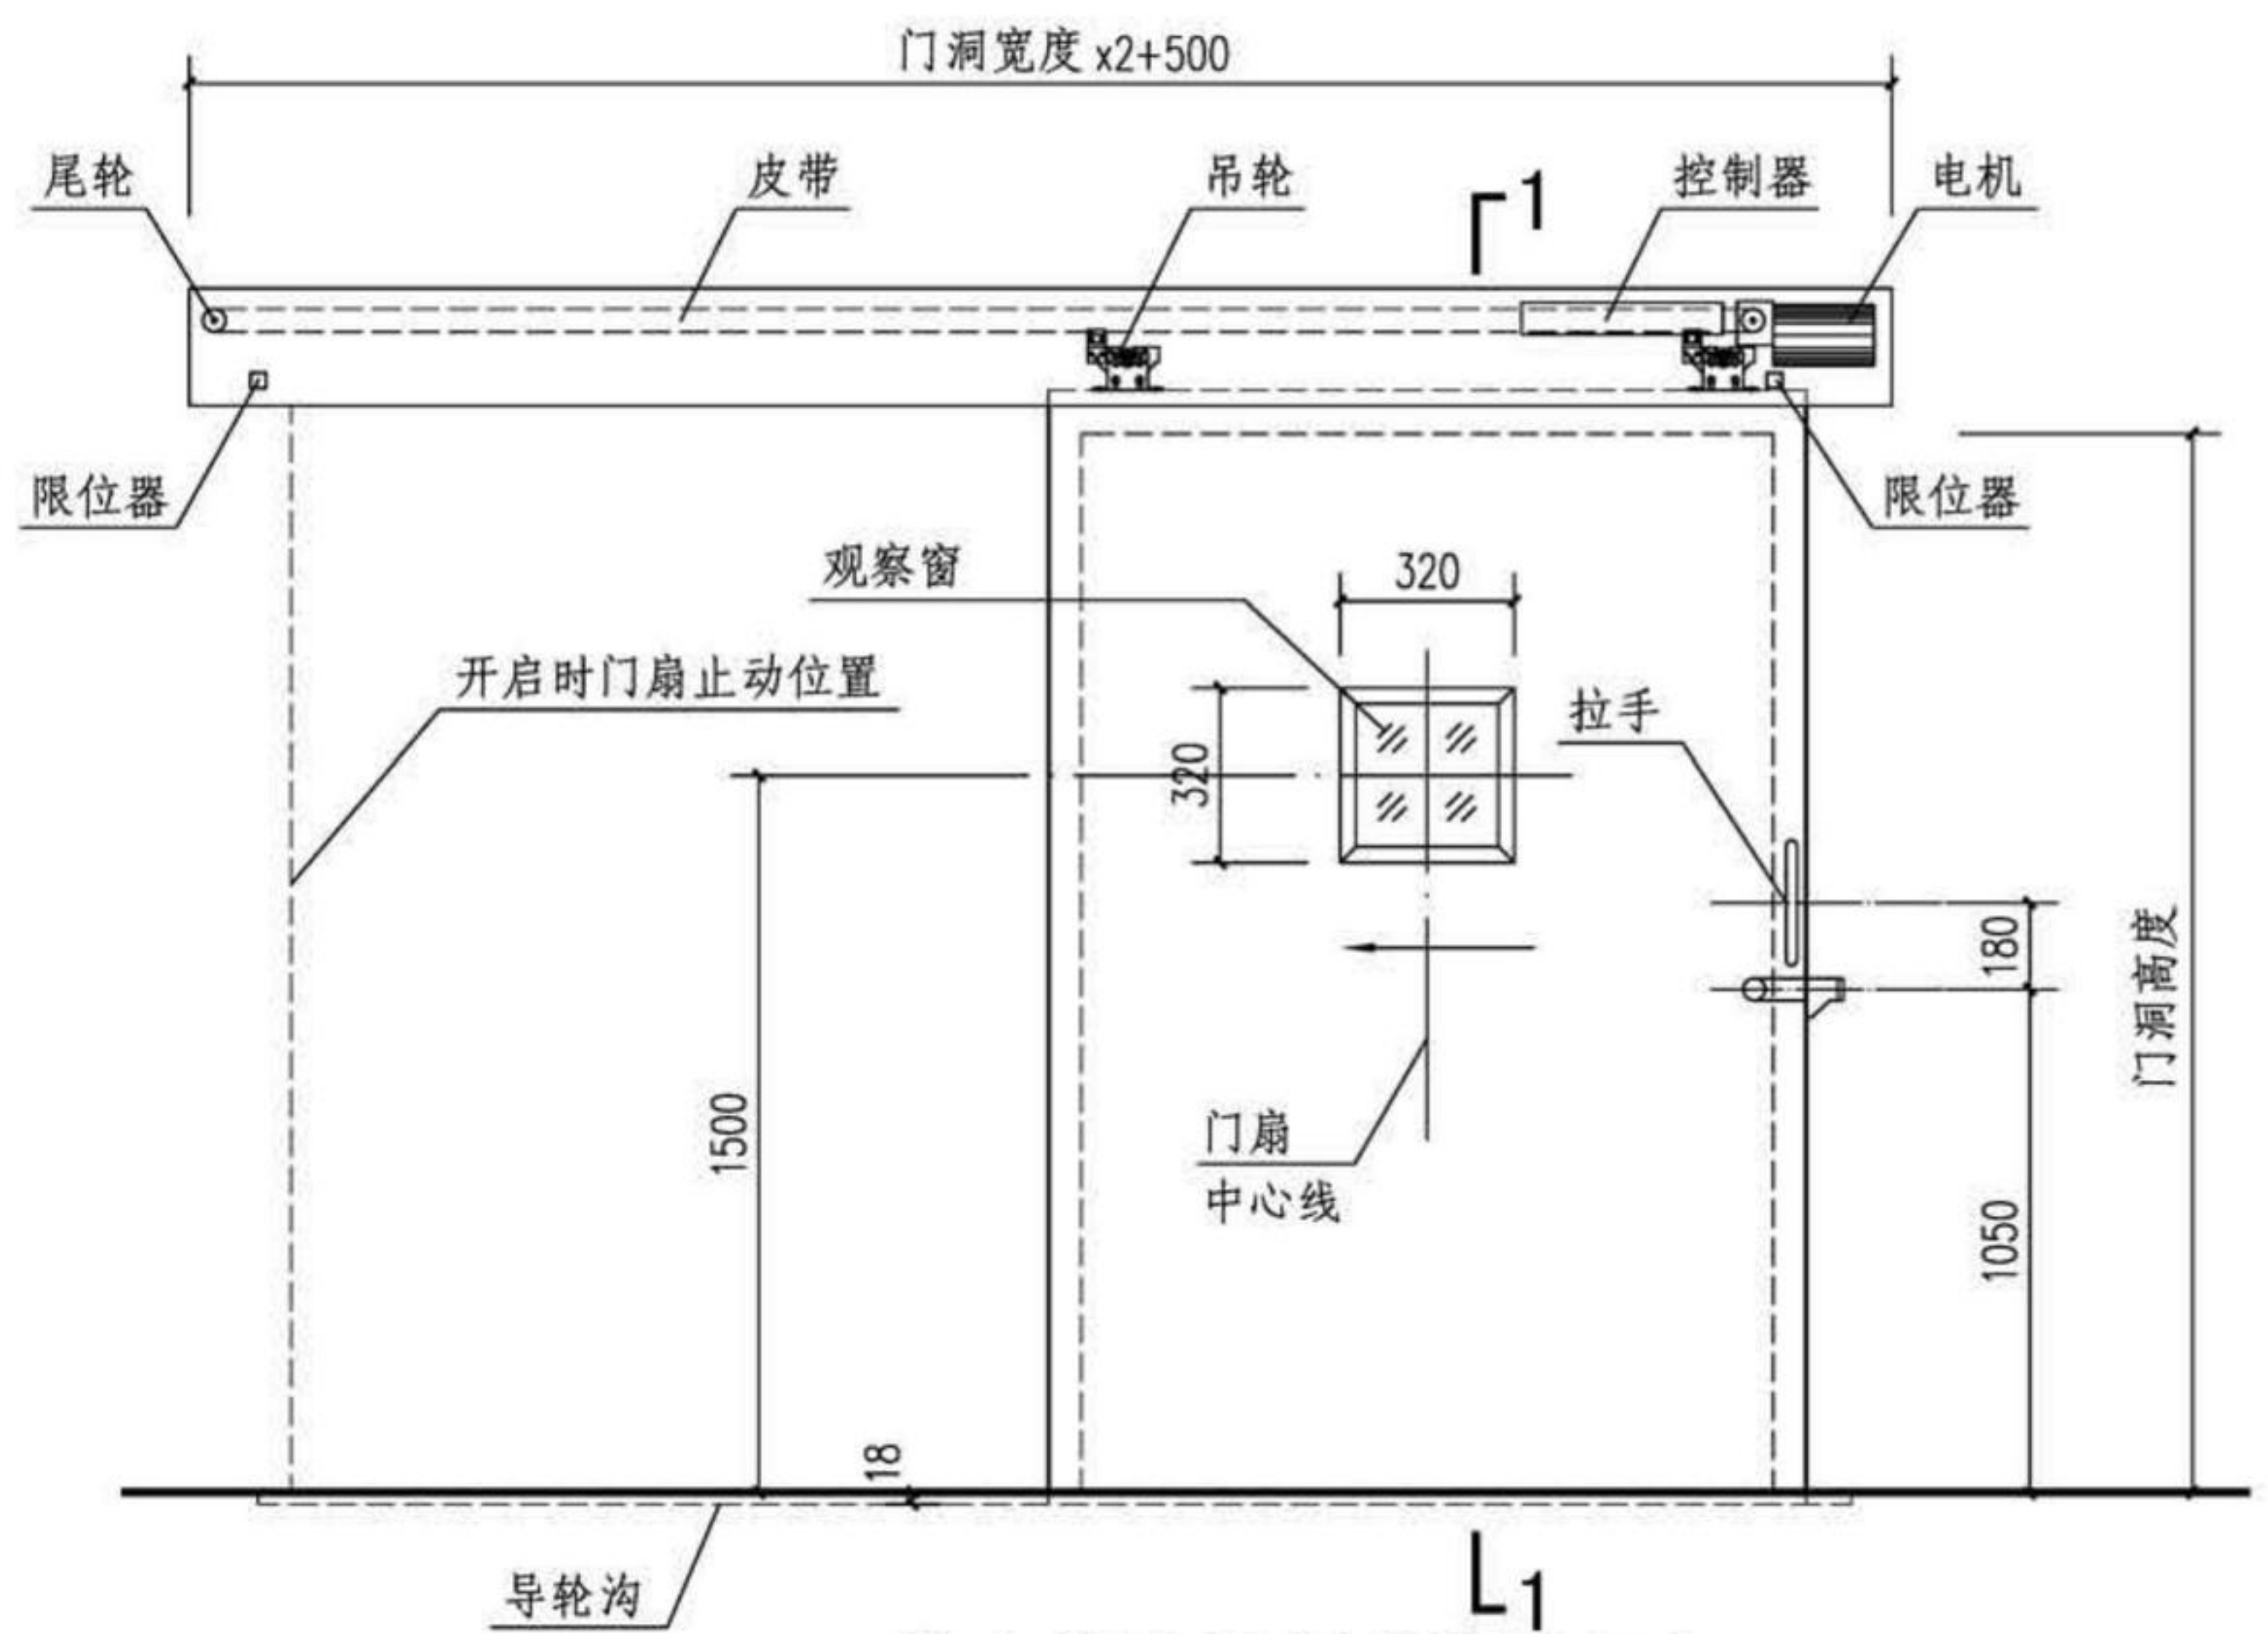 门洞宽度x2+500
尾轮
皮带
吊轮
1
控制器
电机
限位器
限位器
观察窗
320
开启时门扇止动位置
拉手
320
180
门洞高度
1500
门扇
中心线
1050
18
导轮沟
1